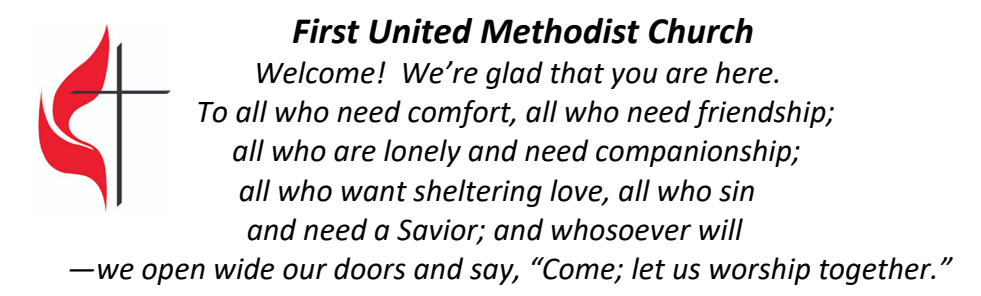 First United Methodist Church
Welcome!  We’re glad that you are here.
To all who need comfort, all who need friendship;
all who are lonely and need companionship;
all who want sheltering love, all who sin
and need a Savior; and whosoever will
—we open wide our doors and say, “Come; let us worship together.”